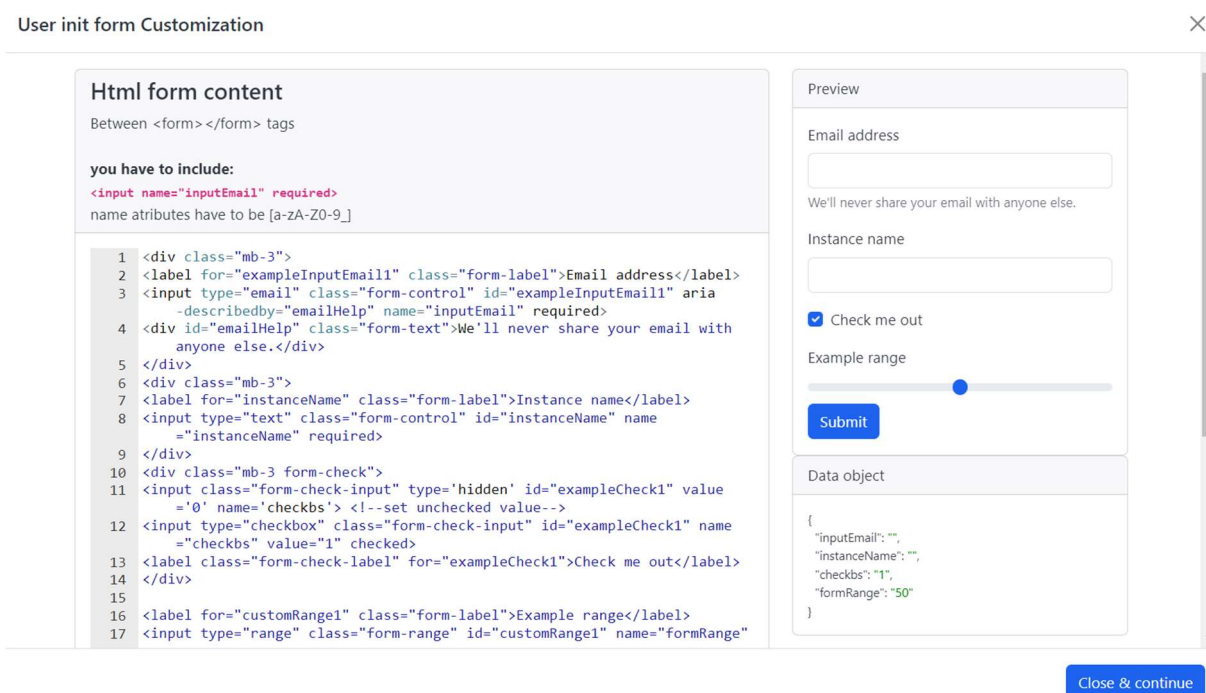 User init form Customization
Html form content
Between <form></form> tags
you have to include:
<input name="inputEmail" required>
name atributes have to be [a-zA-Z0-9_]
1 <div class="mb-3">
2 <label for="exampleInputEmail1" class="form-label">Email address</label>
3 <input type="email" class="form-control" id="exampleInputEmail1" aria
-describedby="emailHelp" name="inputEmail" required>
4 <div id="emailHelp" class="form-text">We'll never share your email with
anyone else.</div>
5 </div>
6 <div class="mb-3">
7 <label for="instanceName" class="form-label">Instance name</label>
8 <input type="text" class="form-control" id="instanceName" name
="instanceName" required>
9 </div>
10 <div class="mb-3 form-check">
11 <input class="form-check-input" type='hidden' id="exampleCheck1" value
='0' name='checkbs'> <!--set unchecked value-->
12 <input type="checkbox" class="form-check-input" id="exampleCheck1" name
="checkbs" value="1" checked>
13 <label class="form-check-label" for="exampleCheck1">Check me out</label>
14 </div>
15
16 <label for="customRange1" class="form-label">Example range</label>
17 <input type="range" class="form-range" id="customRange1" name="formRange"
Preview
Email address
We'll never share your email with anyone else.
Instance name
Check me out
Example range
Submit
Data object
{
"inputEmail": "",
"instanceName": "",
"checkbs": "1",
"formRange": "50"
}
Close & continue